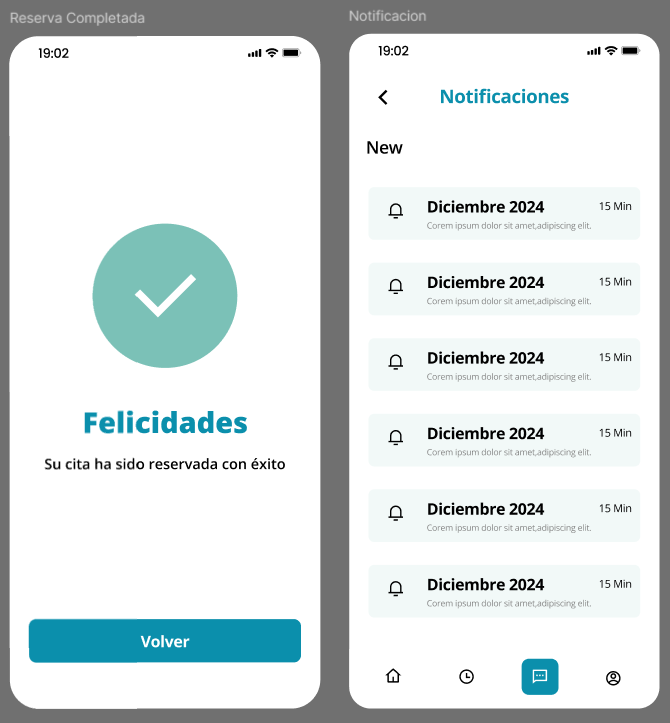 Reserva Completada
19:02
Felicidades
Su cita ha sido reservada con éxito
Volver
Notificacion
19:02
Notificaciones
New
Diciembre 2024
15 Min
Corem ipsum dolor sit amet,adipiscing elit.
Diciembre 2024
15 Min
Corem ipsum dolor sit amet,adipiscing elit.
Diciembre 2024
15 Min
Corem ipsum dolor sit amet,adipiscing elit.
Diciembre 2024
15 Min
Corem ipsum dolor sit amet,adipiscing elit.
Diciembre 2024
15 Min
Corem ipsum dolor sit amet,adipiscing elit.
Diciembre 2024
15 Min
Corem ipsum dolor sit amet,adipiscing elit.